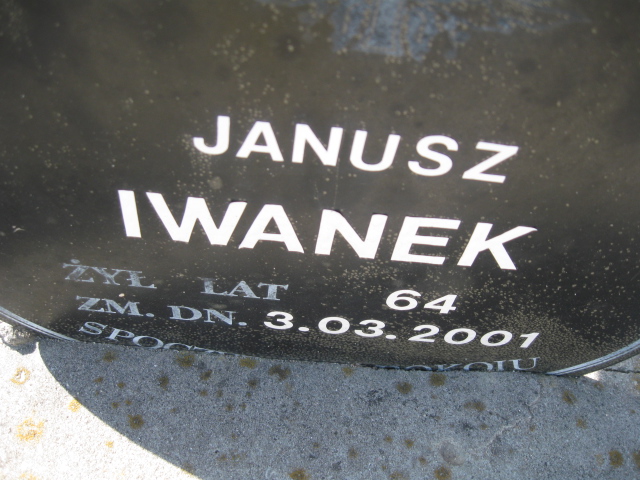 JANUSZ
IWANEK
ŻYŁ LAT 64
ZM. DN. 3.03.2001